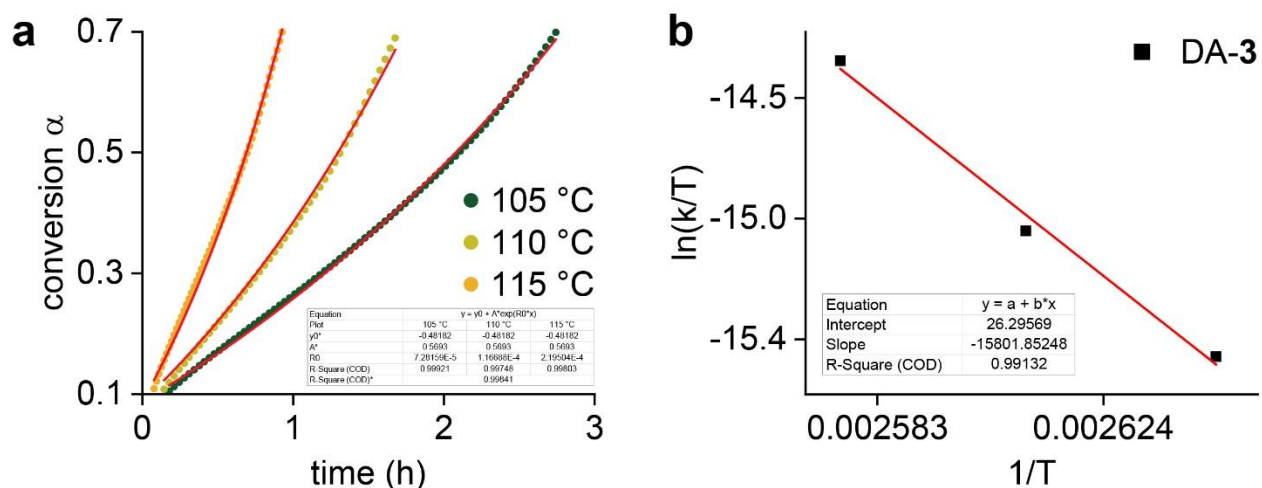 a
0.7
0.5
0.3
0.1
conversion α
105 °C
110 °C
115 °C
Equation y = y0 + A*exp(R0*x)
Plot 105 °C 110 °C 115 °C
y0* -0.48182 -0.48182 -0.48182
A* 0.5693 0.5693 0.5693
R0 7.28159E-5 1.16688E-4 2.19504E-4
R-Square (COD) 0.99921 0.99748 0.99803
R-Square (COD)* 0.99841
0 1 2 3
time (h)
b
DA-3
-14.5
-15.0
-15.4
ln(k/T)
Equation y = a + b*x
Intercept 26.29569
Slope -15801.85248
R-Square (COD) 0.99132
0.002583 0.002624
1/T